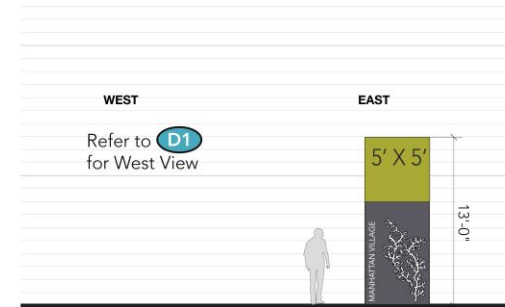 WEST
EAST
Refer to D1
for West View
5' X 5'
13'-0"
MANHATTAN VILLAGE